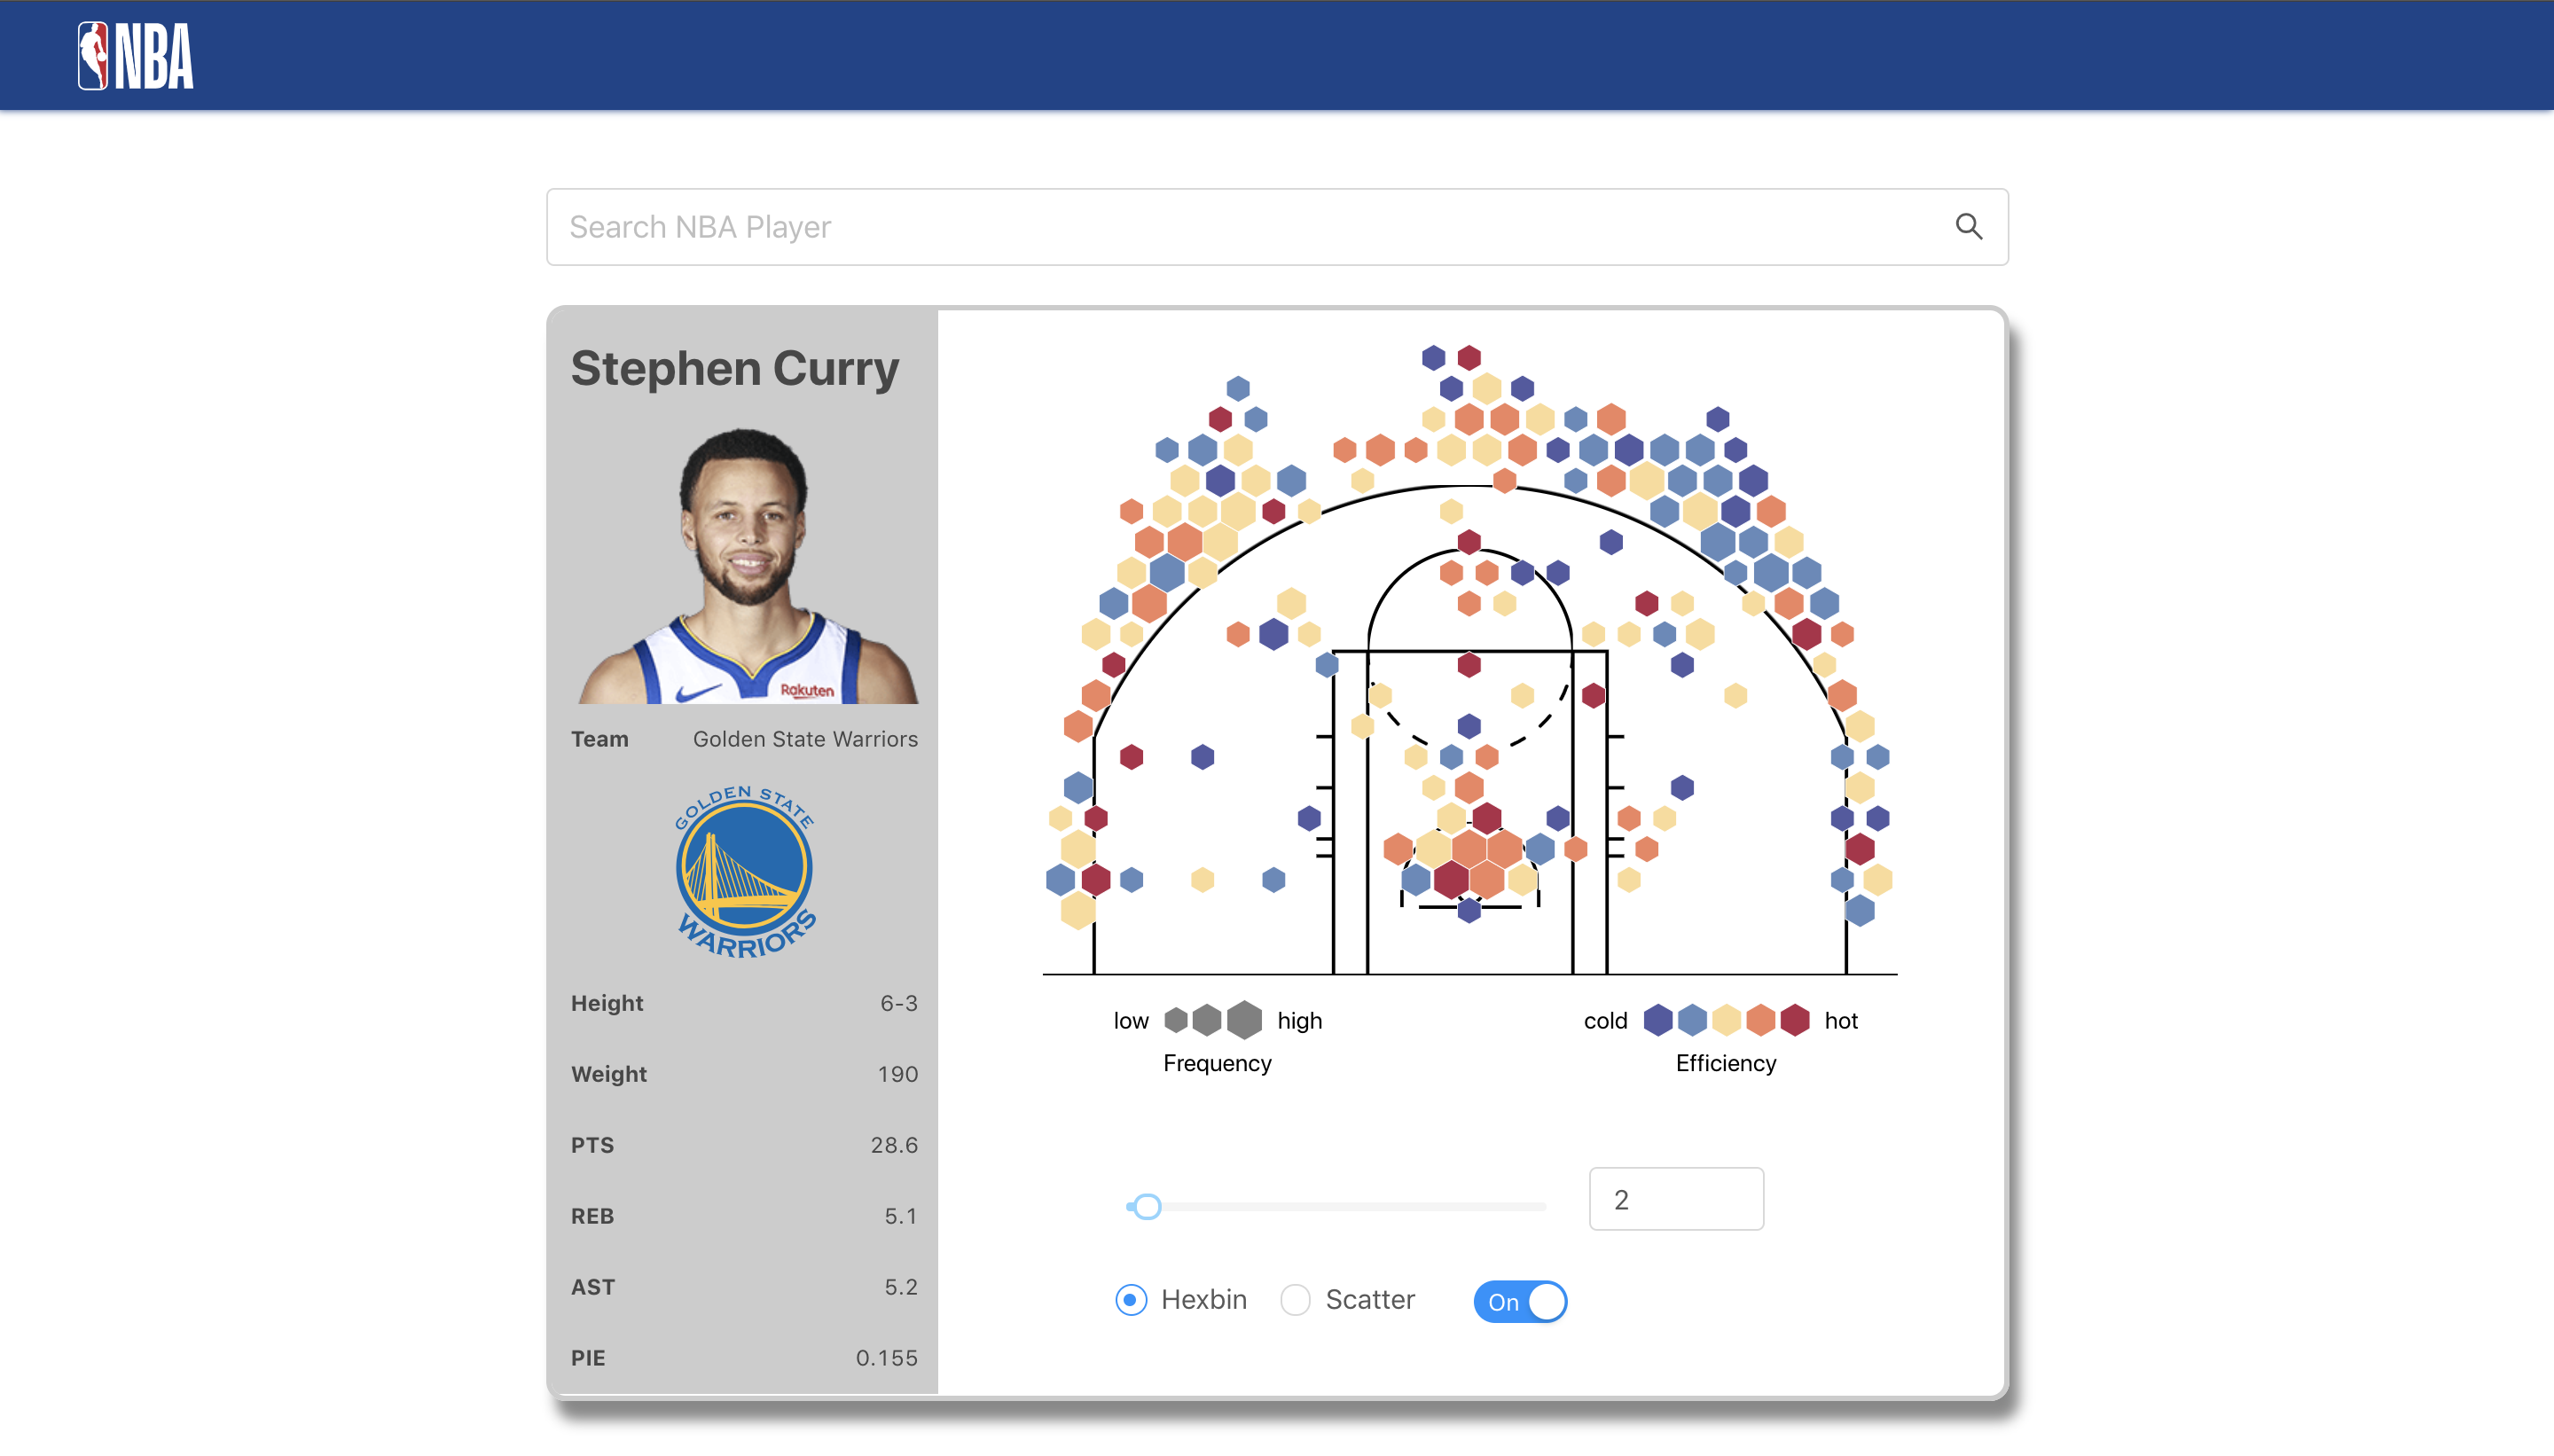 NBA
Search NBA Player
Stephen Curry
Rakuten
Team Golden State Warriors
GOLDEN STATE
WARRIORS
Height 6-3
Weight 190
PTS 28.6
REB 5.1
AST 5.2
PIE 0.155
low high
Frequency
cold hot
Efficiency
2
Hexbin Scatter On